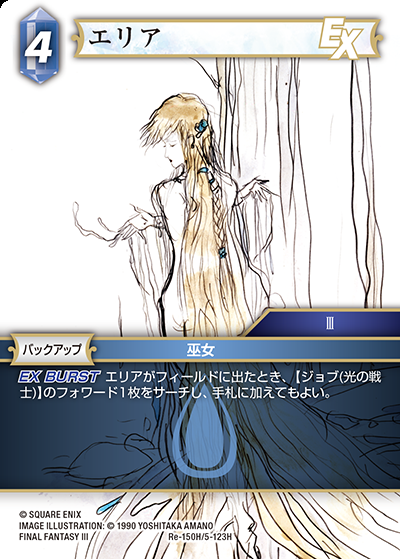 4
エリア
EX
III
バックアップ
巫女
EX BURST エリアがフィールドに出たとき、【ジョブ(光の戦
士)】のフォワード1枚をサーチし、手札に加えてもよい。
© SQUARE ENIX
IMAGE ILLUSTRATION: © 1990 YOSHITAKA AMANO
FINAL FANTASY III
Re-150H/5-123H